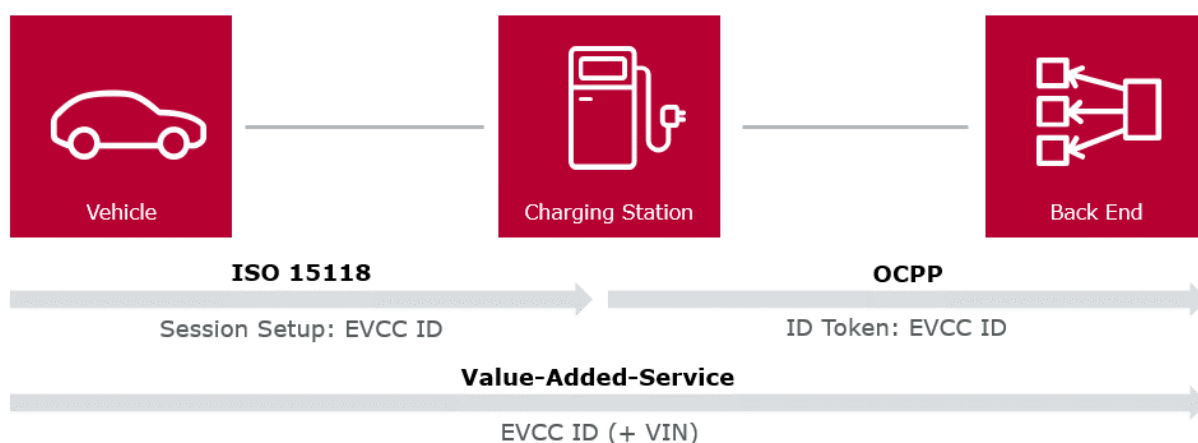 Vehicle
Charging Station
Back End
ISO 15118
OCPP
Session Setup: EVCC ID
ID Token: EVCC ID
Value-Added-Service
EVCC ID (+ VIN)